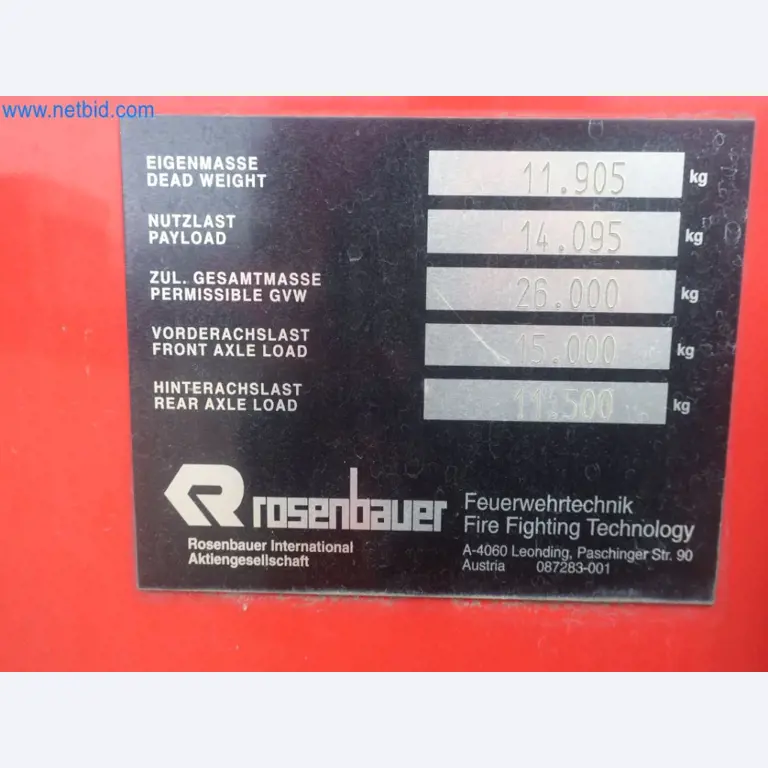 www.netbid.com
EIGENMASSE
DEAD WEIGHT
11.905 kg
NUTZLAST
PAYLOAD
14.095 kg
ZUL. GESAMTMASSE
PERMISSIBLE GVW
26.000 kg
VORDERACHSLAST
FRONT AXLE LOAD
15.000 kg
HINTERACHSLAST
REAR AXLE LOAD
11.500 kg
R rosenbauer
Rosenbauer International
Aktiengesellschaft
Feuerwehrtechnik
Fire Fighting Technology
A-4060 Leonding, Paschinger Str. 90
Austria 087283-001